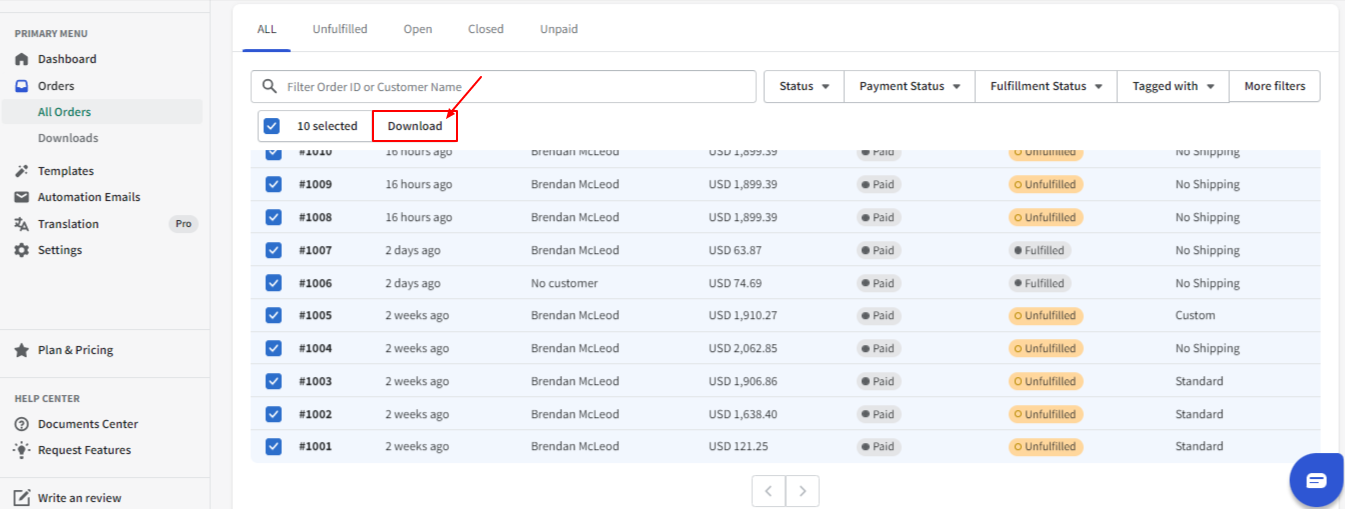 PRIMARY MENU
Dashboard
Orders
All Orders
Downloads
Templates
Automation Emails
Translation Pro
Settings
Plan & Pricing
HELP CENTER
Documents Center
Request Features
Write an review
ALL Unfulfilled Open Closed Unpaid
Filter Order ID or Customer Name Status Payment Status Fulfillment Status Tagged with More filters
10 selected Download
#1010 16 hours ago Brendan McLeod USD 1,899.39 Paid Unfulfilled No Shipping
#1009 16 hours ago Brendan McLeod USD 1,899.39 Paid Unfulfilled No Shipping
#1008 16 hours ago Brendan McLeod USD 1,899.39 Paid Unfulfilled No Shipping
#1007 2 days ago Brendan McLeod USD 63.87 Paid Fulfilled No Shipping
#1006 2 days ago No customer USD 74.69 Paid Fulfilled No Shipping
#1005 2 weeks ago Brendan McLeod USD 1,910.27 Paid Unfulfilled Custom
#1004 2 weeks ago Brendan McLeod USD 2,062.85 Paid Unfulfilled No Shipping
#1003 2 weeks ago Brendan McLeod USD 1,906.86 Paid Unfulfilled Standard
#1002 2 weeks ago Brendan McLeod USD 1,638.40 Paid Unfulfilled Standard
#1001 2 weeks ago Brendan McLeod USD 121.25 Paid Unfulfilled Standard